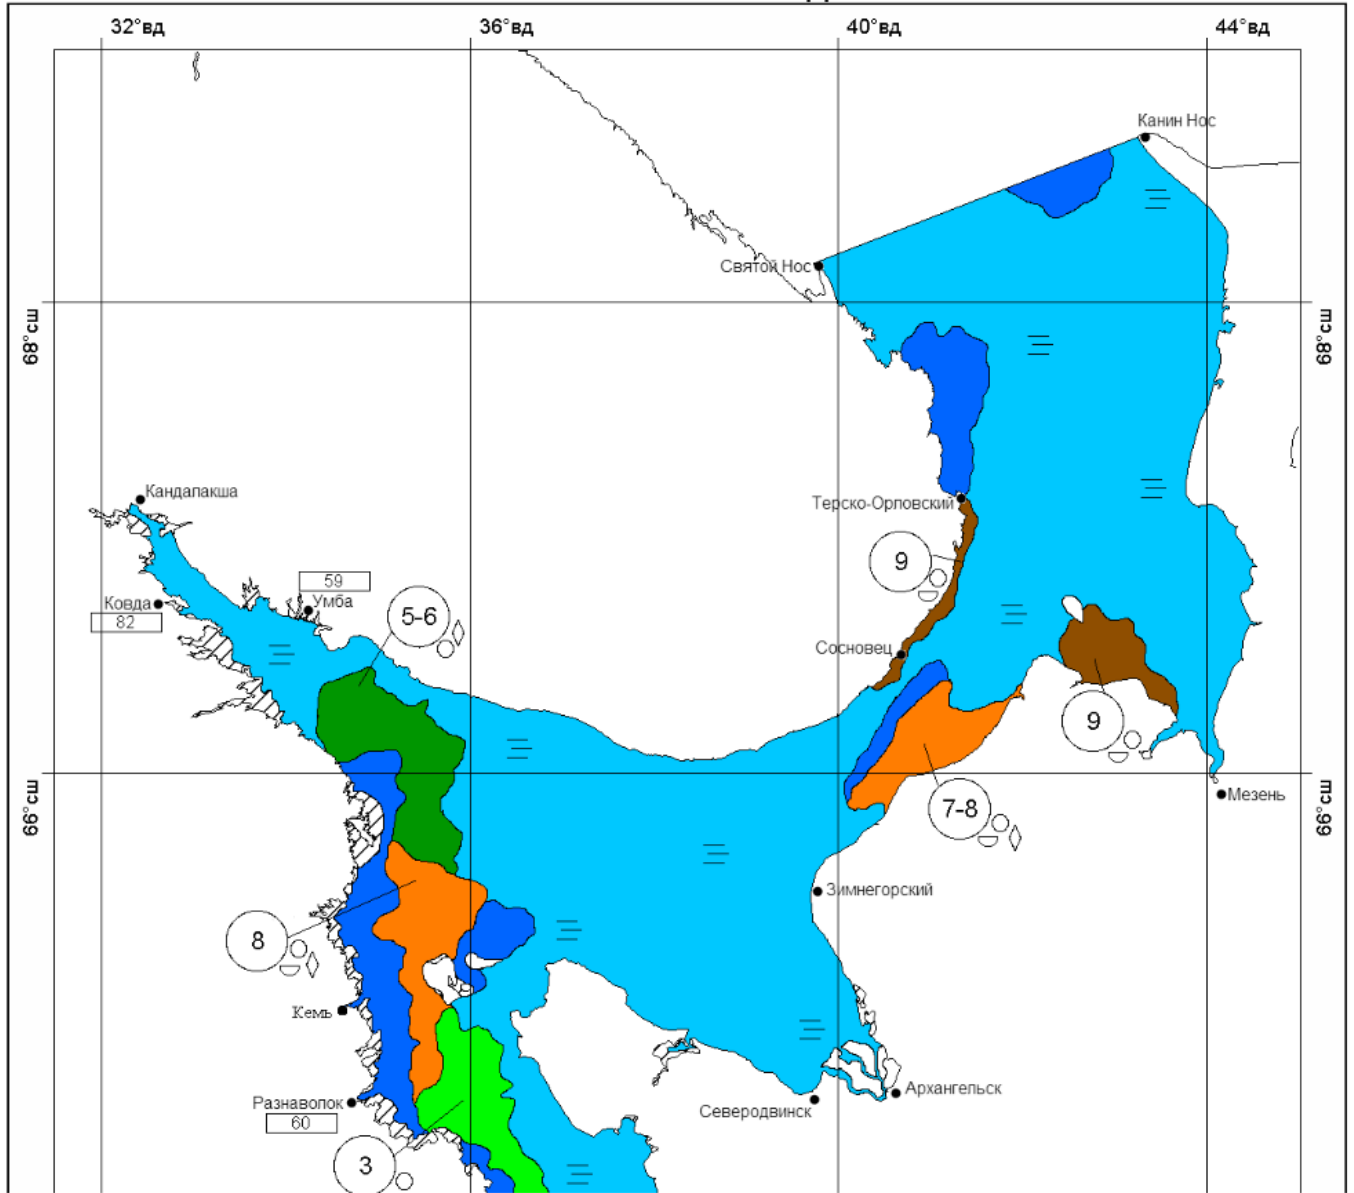 32°вд
36°вд
40°вд
44°вд
Канин Нос
Святой Нос
68°сш
68°сш
Кандалакша
Терско-Орловский
9
59
Умба
5-6
Ковда
82
Сосновец
9
66°сш
66°сш
7-8
Мезень
Зимнегорский
8
Кемь
Архангельск
Разнаволок
Северодвинск
60
3